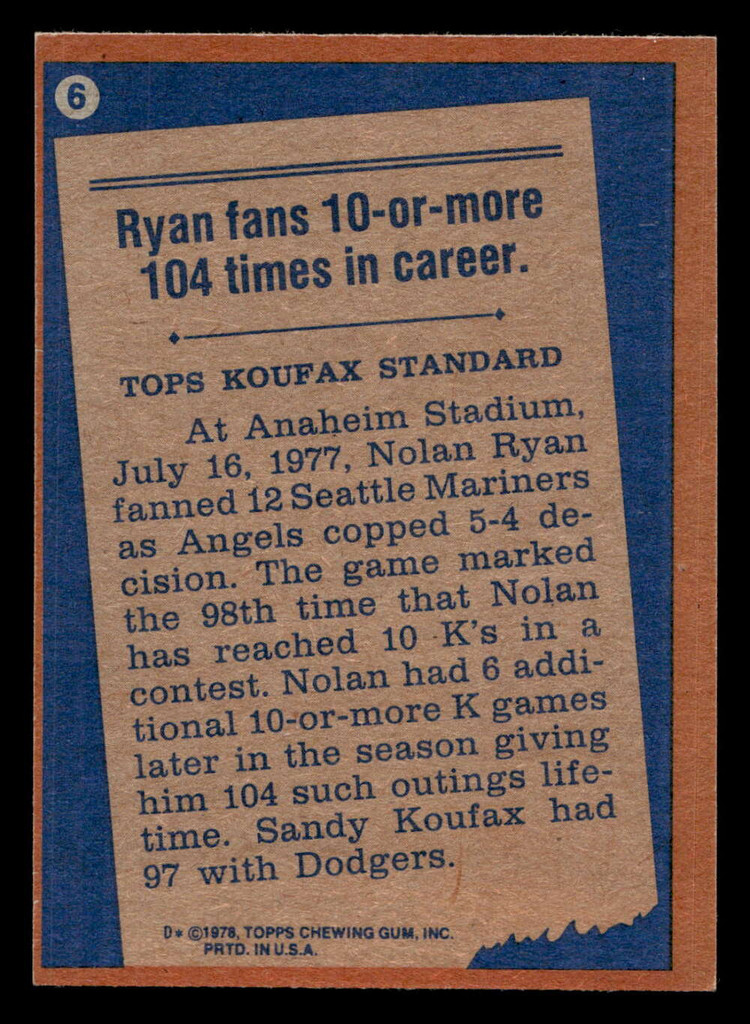 6
Ryan fans 10-or-more
104 times in career.
TOPS KOUFAX STANDARD
At Anaheim Stadium,
July 16, 1977, Nolan Ryan
fanned 12 Seattle Mariners
as Angels copped 5-4 de-
cision. The game marked
the 98th time that Nolan
has reached 10 K's in a
contest. Nolan had 6 addi-
tional 10-or-more K games
later in the season giving
him 104 such outings life-
time. Sandy Koufax had
97 with Dodgers.
D* ©1978, TOPPS CHEWING GUM, INC.
PRTD. IN U.S.A.